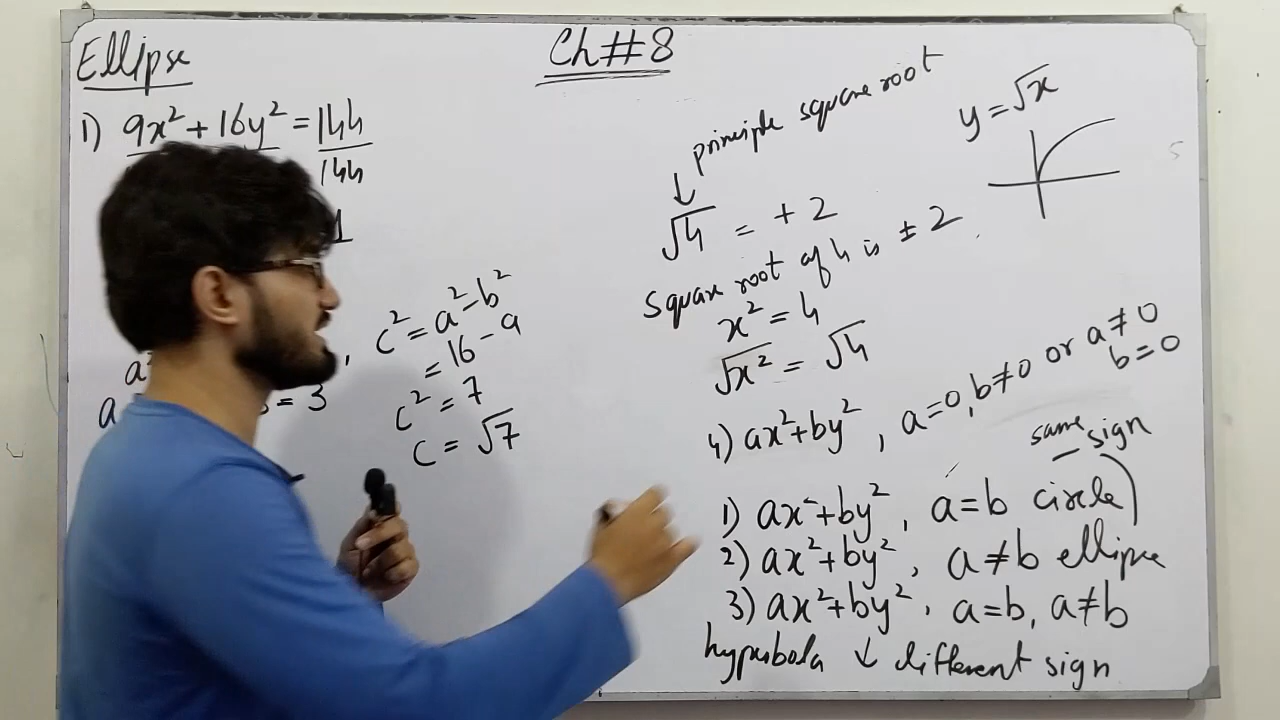 Ellipse
Ch#8
1) 9x² + 16y² = 144
144
1
a²
, c² = a² - b²
= 16 - 9
a
= 3
c² = 7
c = √7
principle square root
↓
√4 = + 2
Square root of 4 is ± 2
x² = 4
√x² = √4
y = √x
4) ax²+by² , a=0, b≠0 or a≠0
b=0
same sign
1) ax²+by² , a=b circle
2) ax²+by² , a≠b ellipse
3) ax²+by² , a=b, a≠b
hyperbola ↓ different sign